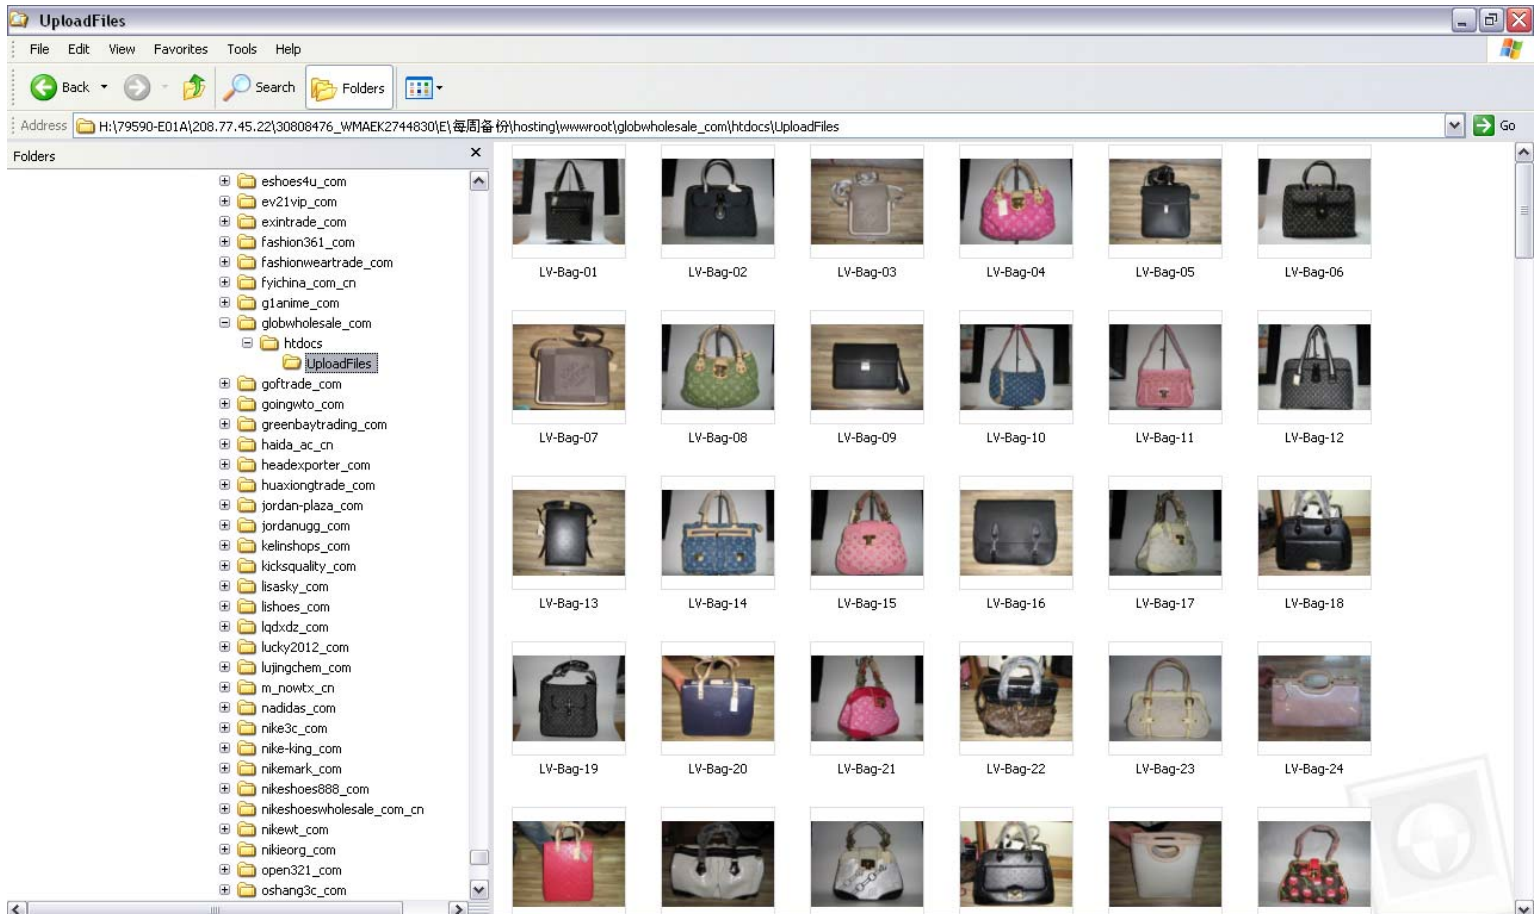 UploadFiles
File Edit View Favorites Tools Help
Back Search Folders
Address H:\79590-E01A\208.77.45.22\30808476_WMAEK2744830\E\每周备份\hosting\wwwroot\globwholesale_com\htdocs\UploadFiles Go
Folders
eshoes4u_com
ev21vip_com
exintrade_com
fashion361_com
fashionweartrade_com
fyichina_com_cn
g1anime_com
globwholesale_com
htdocs
UploadFiles
goftrade_com
goingwto_com
greenbaytrading_com
haida_ac_cn
headexporter_com
huaxiongtrade_com
jordan-plaza_com
jordanugg_com
kelinshops_com
kicksquality_com
lisasky_com
lishoes_com
lqdxdz_com
lucky2012_com
lujingchem_com
m_nowtx_cn
nadidas_com
nike3c_com
nike-king_com
nikemark_com
nikeshoes888_com
nikeshoeswholesale_com_cn
nikewt_com
nikieorg_com
open321_com
oshang3c_com
LV-Bag-01 LV-Bag-02 LV-Bag-03 LV-Bag-04 LV-Bag-05 LV-Bag-06
LV-Bag-07 LV-Bag-08 LV-Bag-09 LV-Bag-10 LV-Bag-11 LV-Bag-12
LV-Bag-13 LV-Bag-14 LV-Bag-15 LV-Bag-16 LV-Bag-17 LV-Bag-18
LV-Bag-19 LV-Bag-20 LV-Bag-21 LV-Bag-22 LV-Bag-23 LV-Bag-24